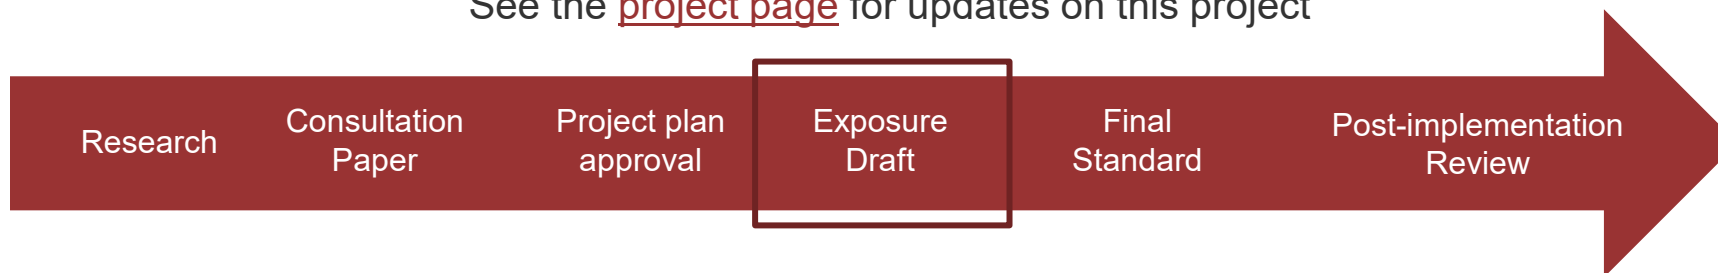 See the project page for updates on this project
Research
Consultation
Paper
Project plan
approval
Exposure
Draft
Final
Standard
Post-implementation
Review